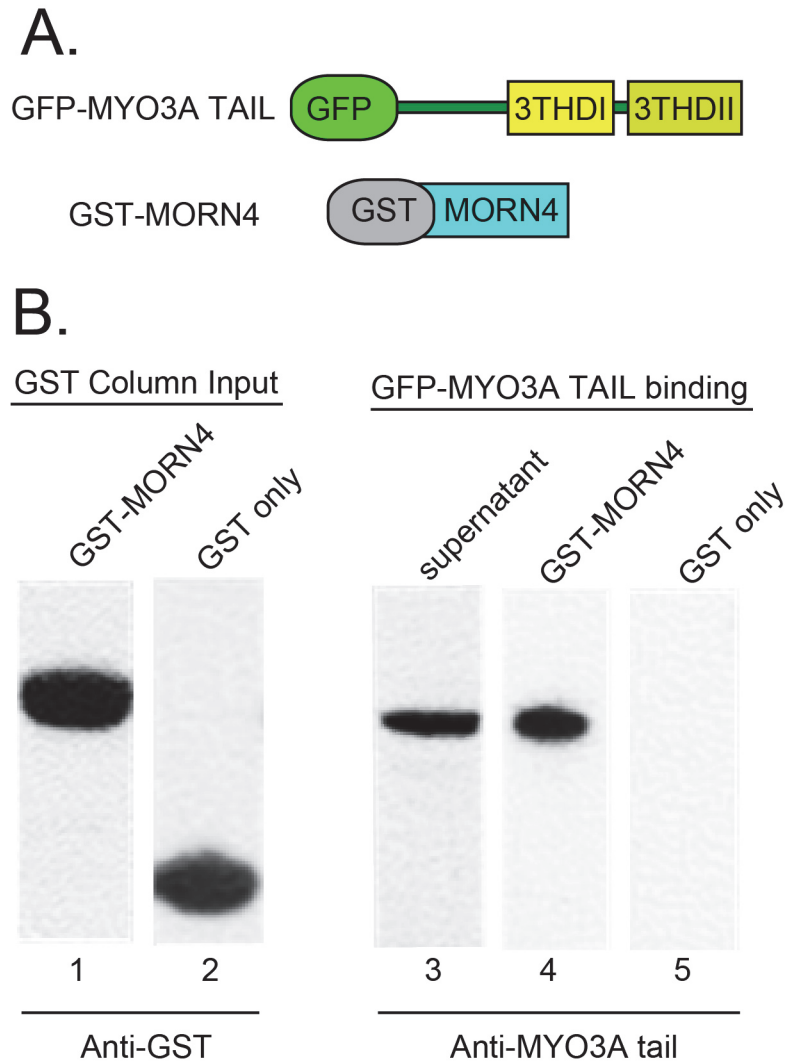 A.
GFP-MYO3A TAIL GFP 3THDI 3THDII
GST-MORN4 GST MORN4
B.
GST Column Input
GFP-MYO3A TAIL binding
GST-MORN4
GST only
supernatant
GST-MORN4
GST only
1 2 3 4 5
Anti-GST
Anti-MYO3A tail